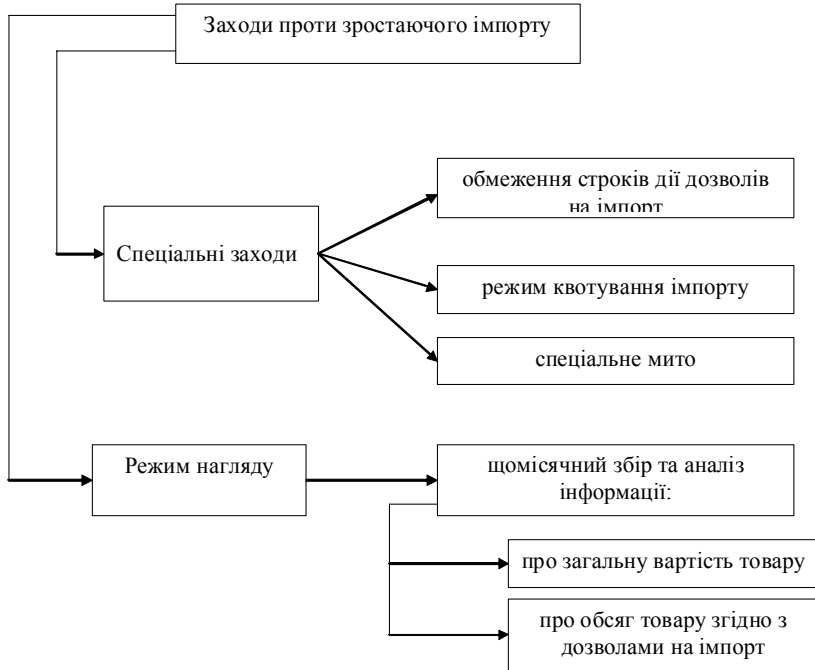 Заходи проти зростаючого імпорту
обмеження строків дії дозволів
на імпорт
Спеціальні заходи
режим квотування імпорту
спеціальне мито
Режим нагляду
щомісячний збір та аналіз
інформації:
про загальну вартість товару
про обсяг товару згідно з
дозволами на імпорт